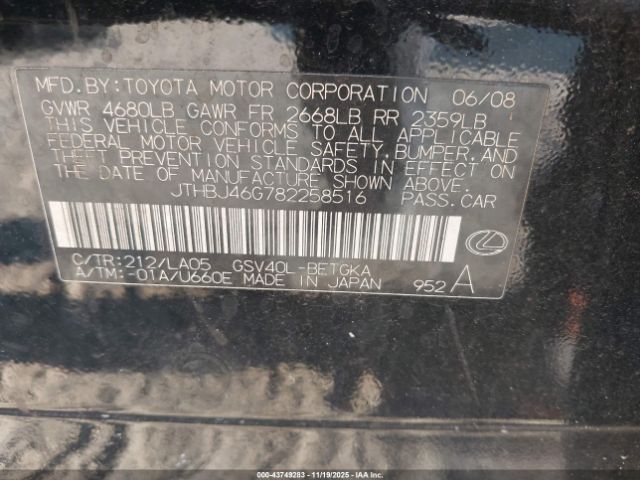 MFD.BY:TOYOTA MOTOR CORPORATION 06/08
GVWR 4680LB GAWR FR 2668LB RR 2359LB
THIS VEHICLE CONFORMS TO ALL APPLICABLE
FEDERAL MOTOR VEHICLE SAFETY,BUMPER,AND
THEFT PREVENTION STANDARDS IN EFFECT ON
THE DATE OF MANUFACTURE SHOWN ABOVE.
JTHBJ46G782258516 PASS.CAR
C/TR:212/LA05 GSV40L-BETGKA
A/TM:-01A/U660E MADE IN JAPAN 952 A
000-43749283 - 11/19/2025 - IAA Inc.